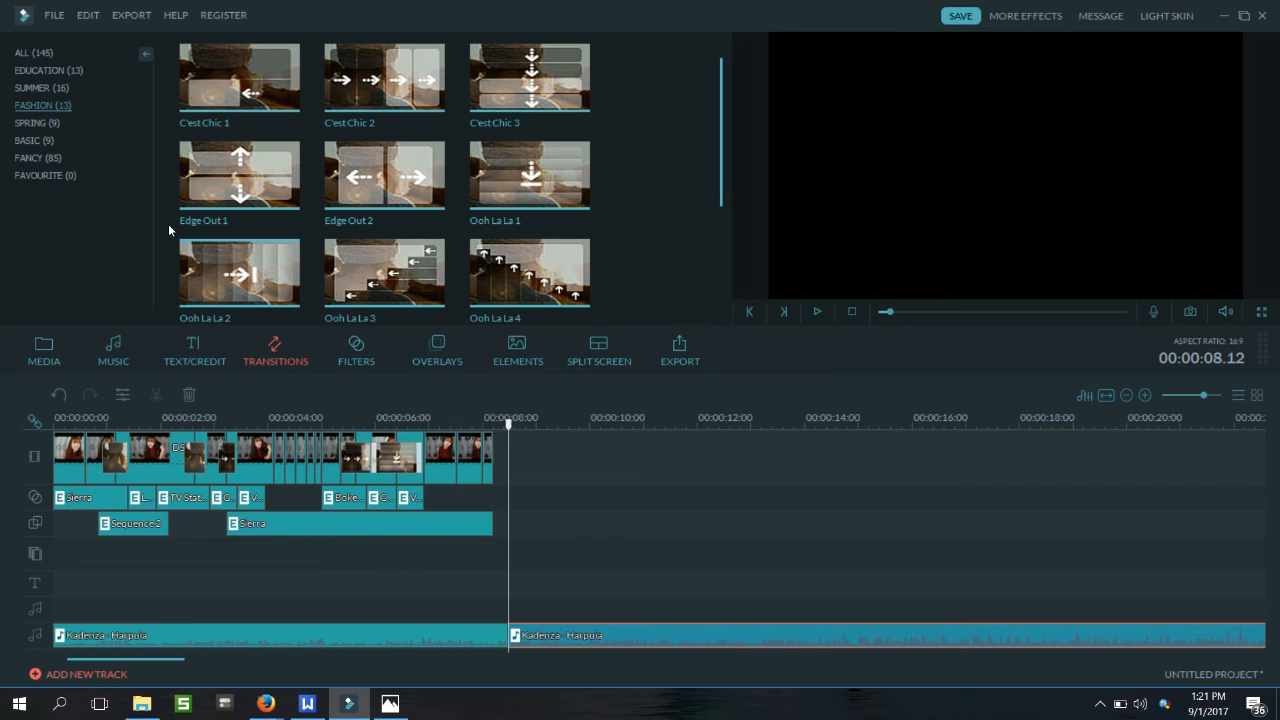 FILE EDIT EXPORT HELP REGISTER SAVE MORE EFFECTS MESSAGE LIGHT SKIN
ALL (145)
EDUCATION (13)
SUMMER (16)
FASHION (13)
SPRING (9)
BASIC (9)
FANCY (85)
FAVOURITE (0)
C'est Chic 1 C'est Chic 2 C'est Chic 3
Edge Out 1 Edge Out 2 Ooh La La 1
Ooh La La 2 Ooh La La 3 Ooh La La 4
MEDIA MUSIC TEXT/CREDIT TRANSITIONS FILTERS OVERLAYS ELEMENTS SPLIT SCREEN EXPORT
ASPECT RATIO: 16:9
00:00:08.12
00:00:00:00 00:00:02:00 00:00:04:00 00:00:06:00 00:00:08:00 00:00:10:00 00:00:12:00 00:00:14:00 00:00:16:00 00:00:18:00 00:00:20:00 00:00:2
DS
E Sierra E L... E TV Stat... E G.. E V... E Boke... E G... E V...
E Sequence 2 E Sierra
T
Kadenza - Harpuia Kadenza - Harpuia
ADD NEW TRACK UNTITLED PROJECT *
S W 1:21 PM
9/1/2017
36